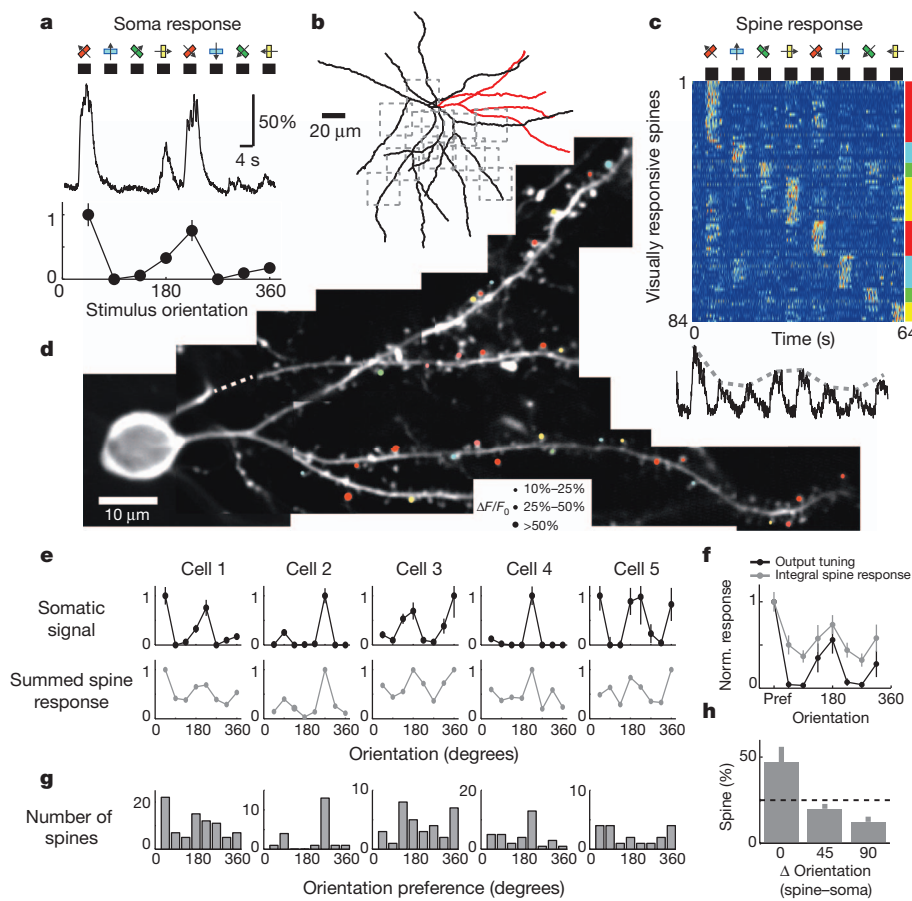 a
Soma response
50%
4 s
1
0
0 180 360
Stimulus orientation
b
20 μm
c
Spine response
1
Visually responsive spines
84
0 64
Time (s)
d
10 μm
ΔF/F0
10%–25%
25%–50%
>50%
e
Cell 1 Cell 2 Cell 3 Cell 4 Cell 5
Somatic signal
1 1 1 1 1
0 0 0 0 0
Summed spine response
1 1 1 1 1
0 0 0 0 0
0 180 360 0 180 360 0 180 360 0 180 360 0 180 360
Orientation (degrees)
f
Output tuning
Integral spine response
Norm. response
1
0
Pref 180 360
Orientation
g
Number of spines
20 10 10 20 10
0 0 0 0 0
0 180 360 0 180 360 0 180 360 0 180 360 0 180 360
Orientation preference (degrees)
h
Spine (%)
50
0
0 45 90
Δ Orientation
(spine–soma)